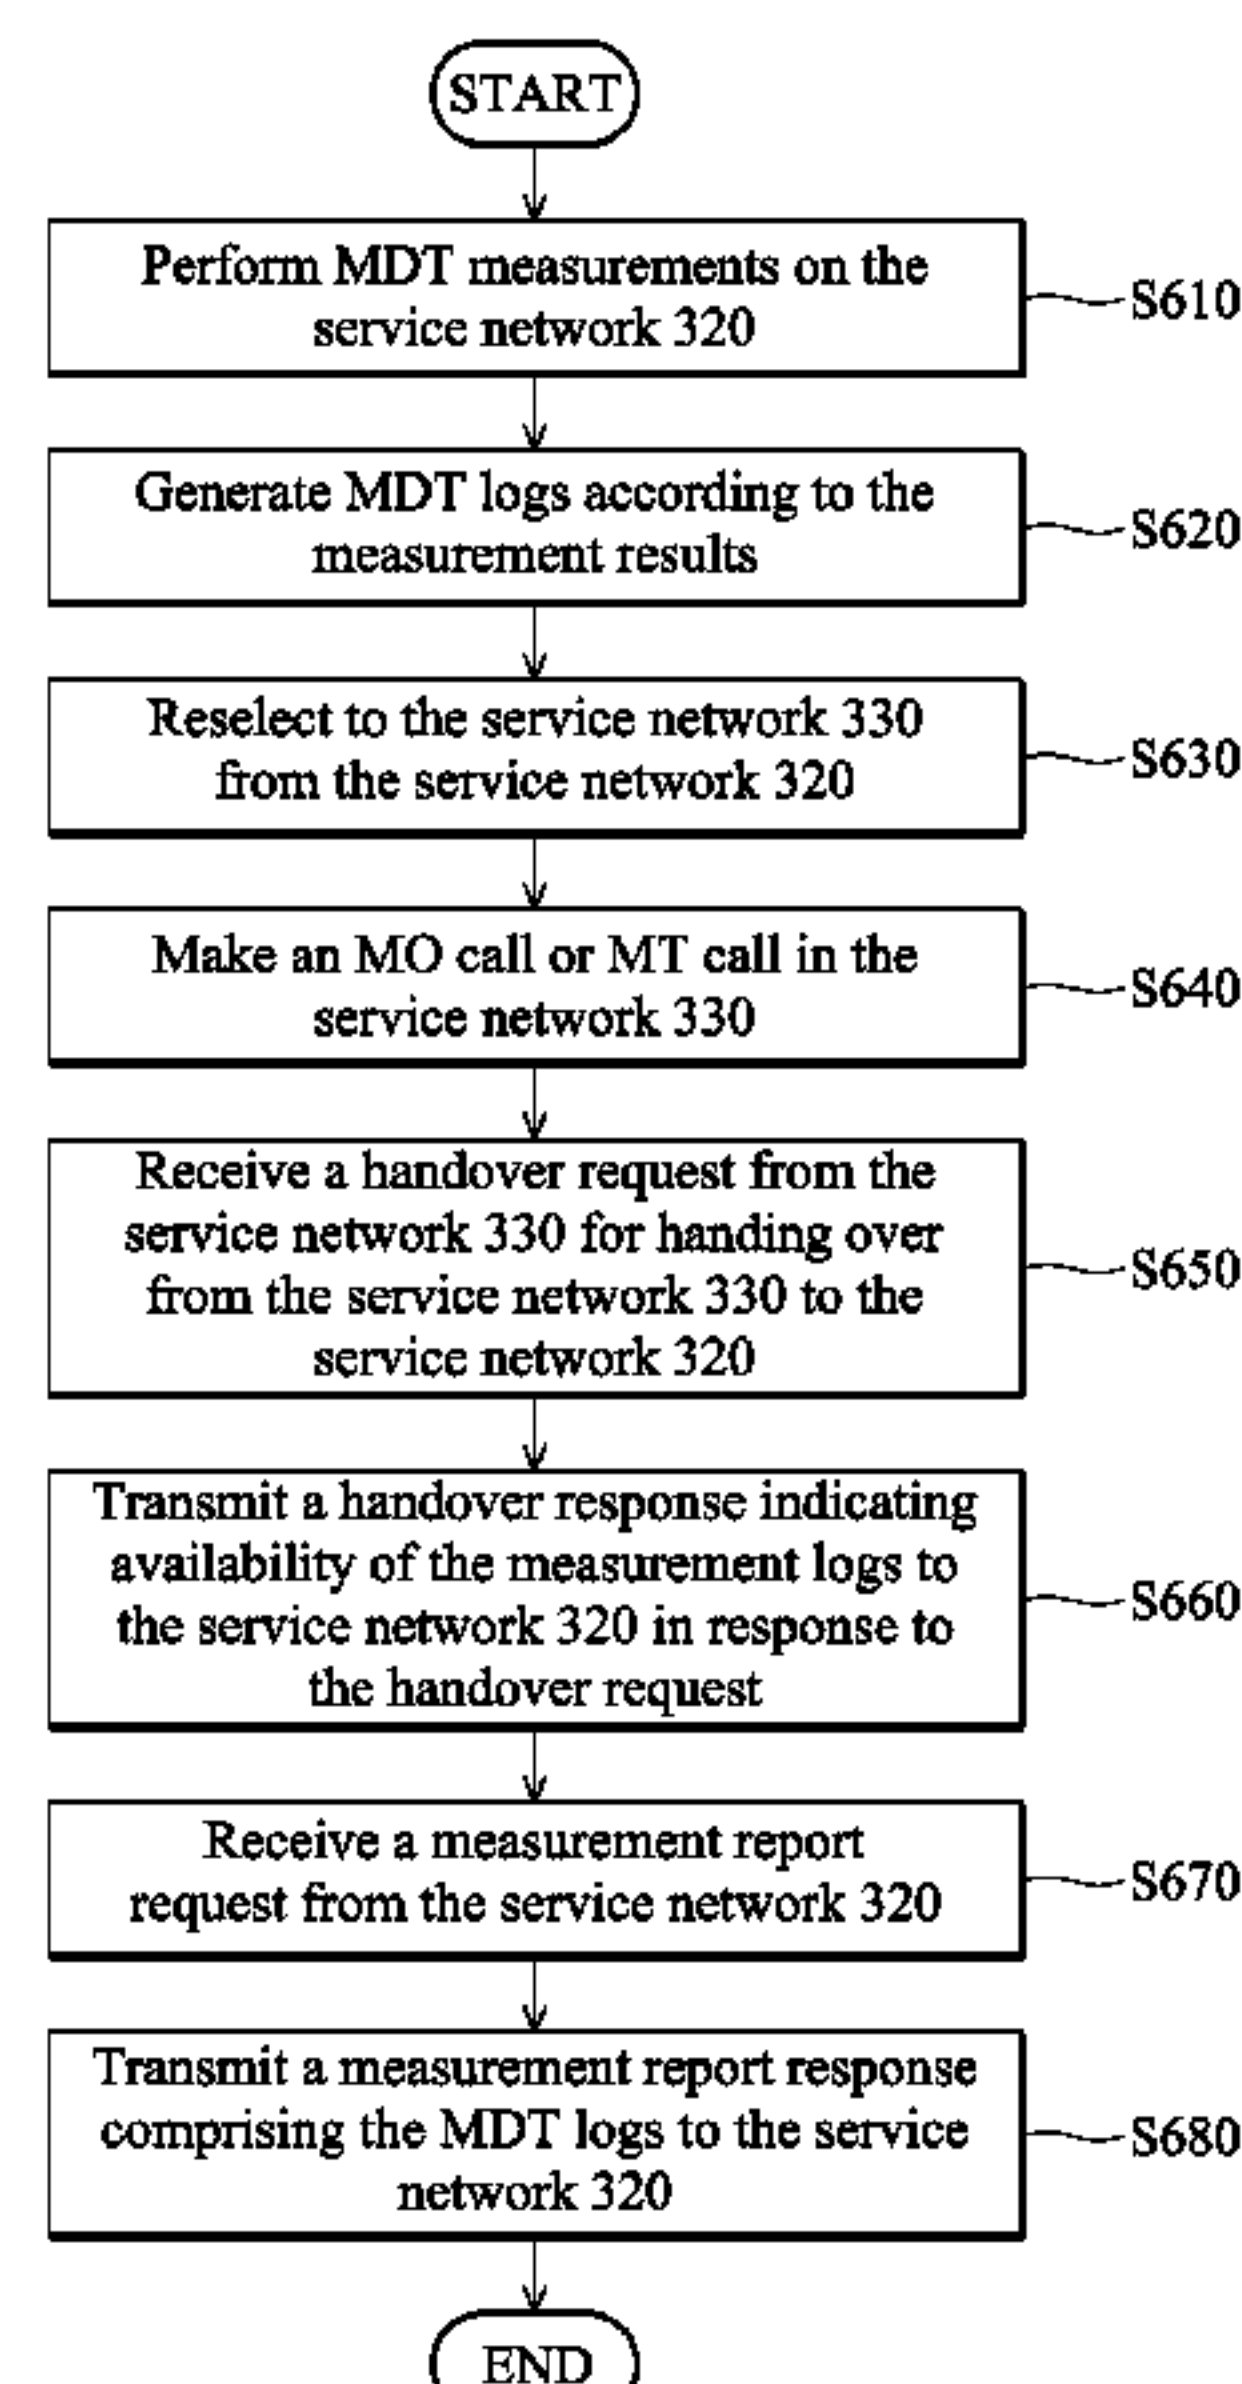 START
Perform MDT measurements on the
service network 320
S610
Generate MDT logs according to the
measurement results
S620
Reselect to the service network 330
from the service network 320
S630
Make an MO call or MT call in the
service network 330
S640
Receive a handover request from the
service network 330 for handing over
from the service network 330 to the
service network 320
S650
Transmit a handover response indicating
availability of the measurement logs to
the service network 320 in response to
the handover request
S660
Receive a measurement report
request from the service network 320
S670
Transmit a measurement report response
comprising the MDT logs to the service
network 320
S680
END